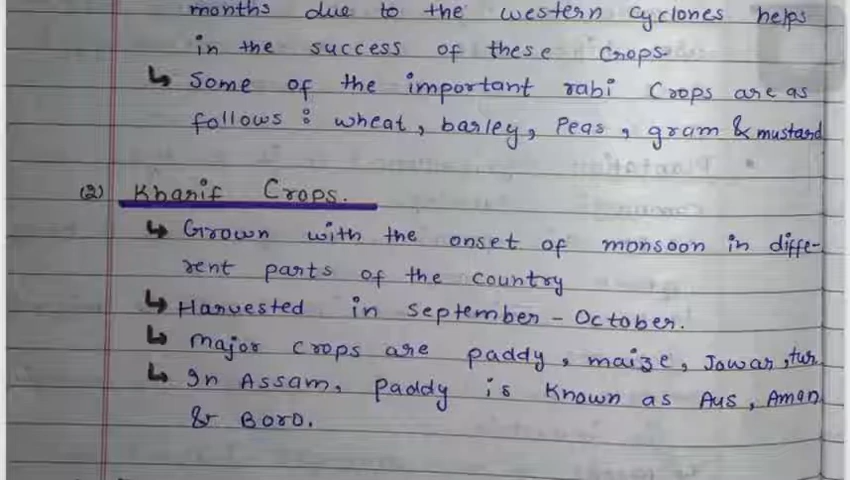 months due to the western cyclones helps
in the success of these crops.
↳ Some of the important rabi crops are as
follows : wheat, barley, Peas, gram & mustard
(2) Kharif Crops.
↳ Grown with the onset of monsoon in diffe-
rent parts of the country
↳ Harvested in september - October.
↳ Major crops are paddy, maize, Jowar, tur
↳ In Assam, paddy is known as Aus, Aman
& Boro.